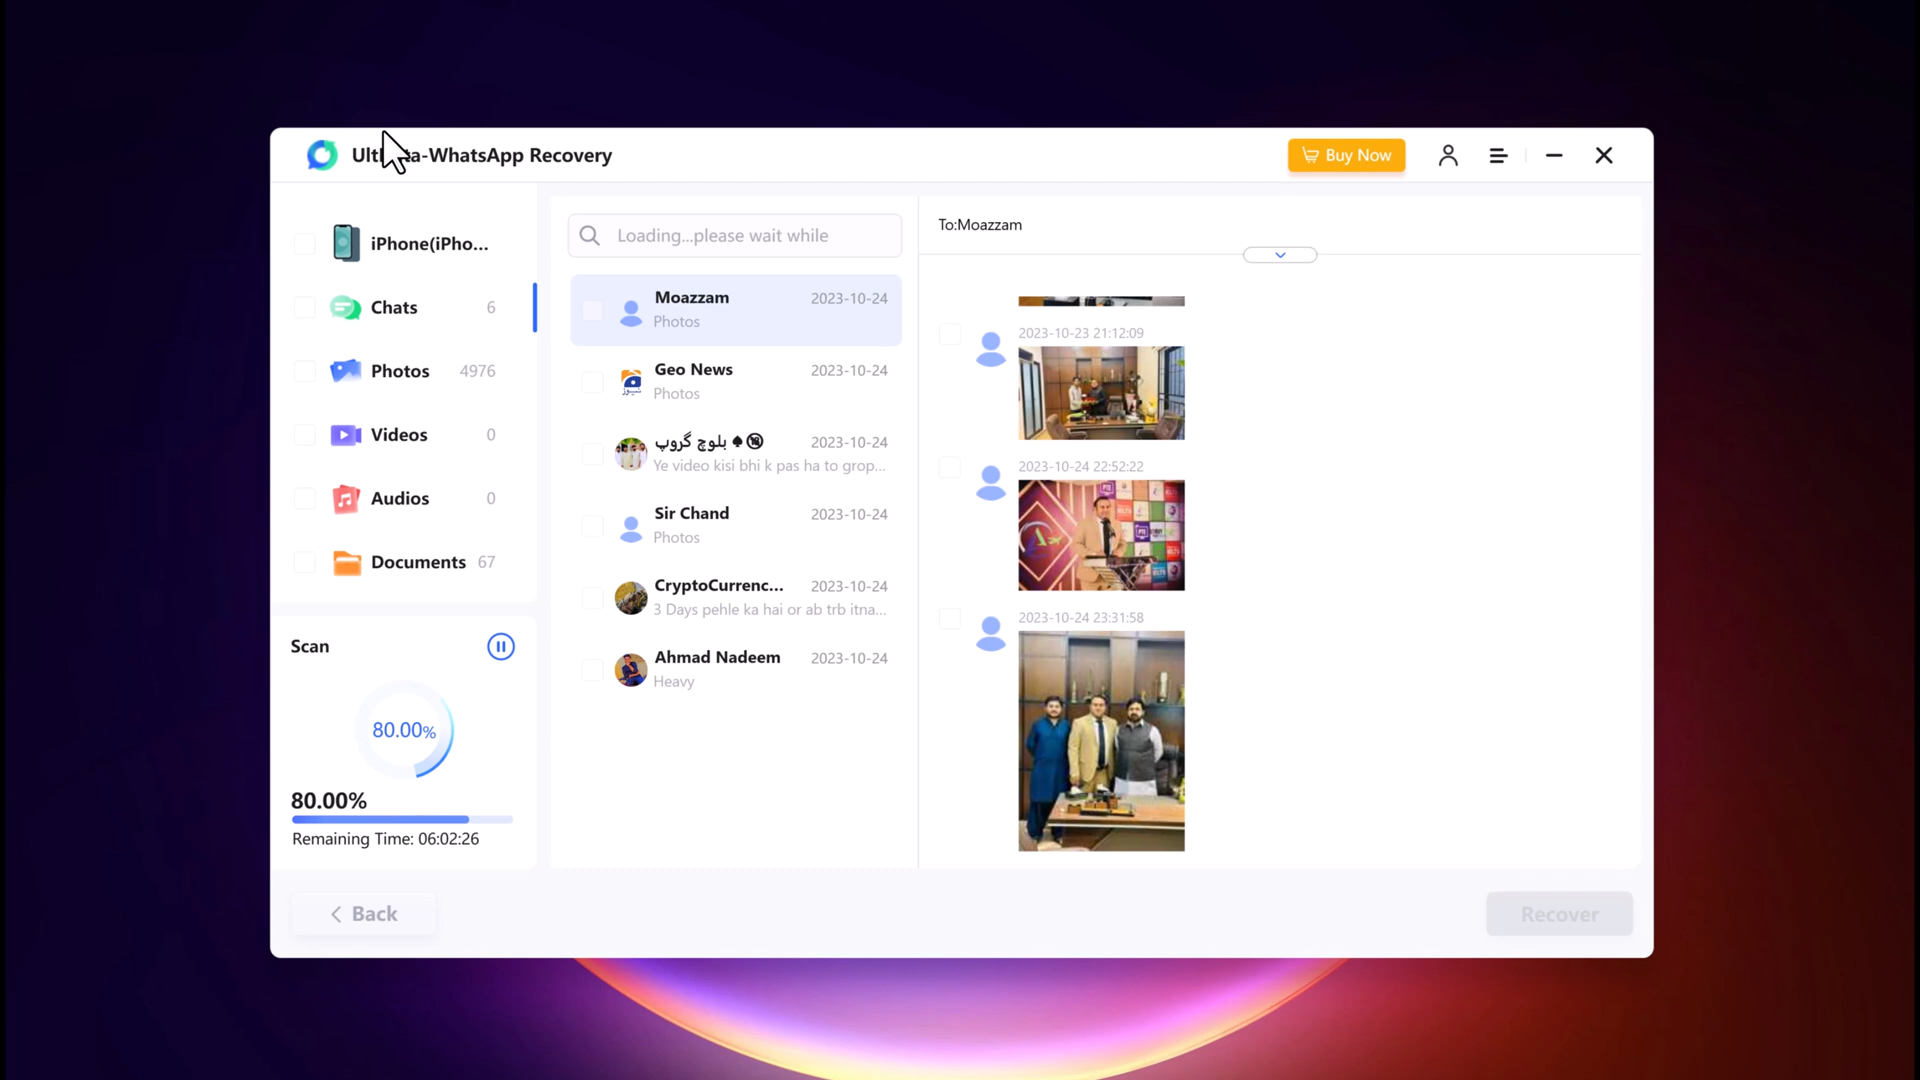 -WhatsApp Recovery
Buy Now
iPhone(iPho...
Chats 6
Photos 4976
Videos 0
Audios 0
Documents 67
Scan
80.00%
80.00%
Remaining Time: 06:02:26
Back
Loading...please wait while
Moazzam 2023-10-24
Photos
Geo News 2023-10-24
Photos
بلوچ گروپ ♠ 🔞 2023-10-24
Ye video kisi bhi k pas ha to grop...
Sir Chand 2023-10-24
Photos
CryptoCurrenc... 2023-10-24
3 Days pehle ka hai or ab trb itna...
Ahmad Nadeem 2023-10-24
Heavy
To:Moazzam
2023-10-23 21:12:09
2023-10-24 22:52:22
2023-10-24 23:31:58
Recover